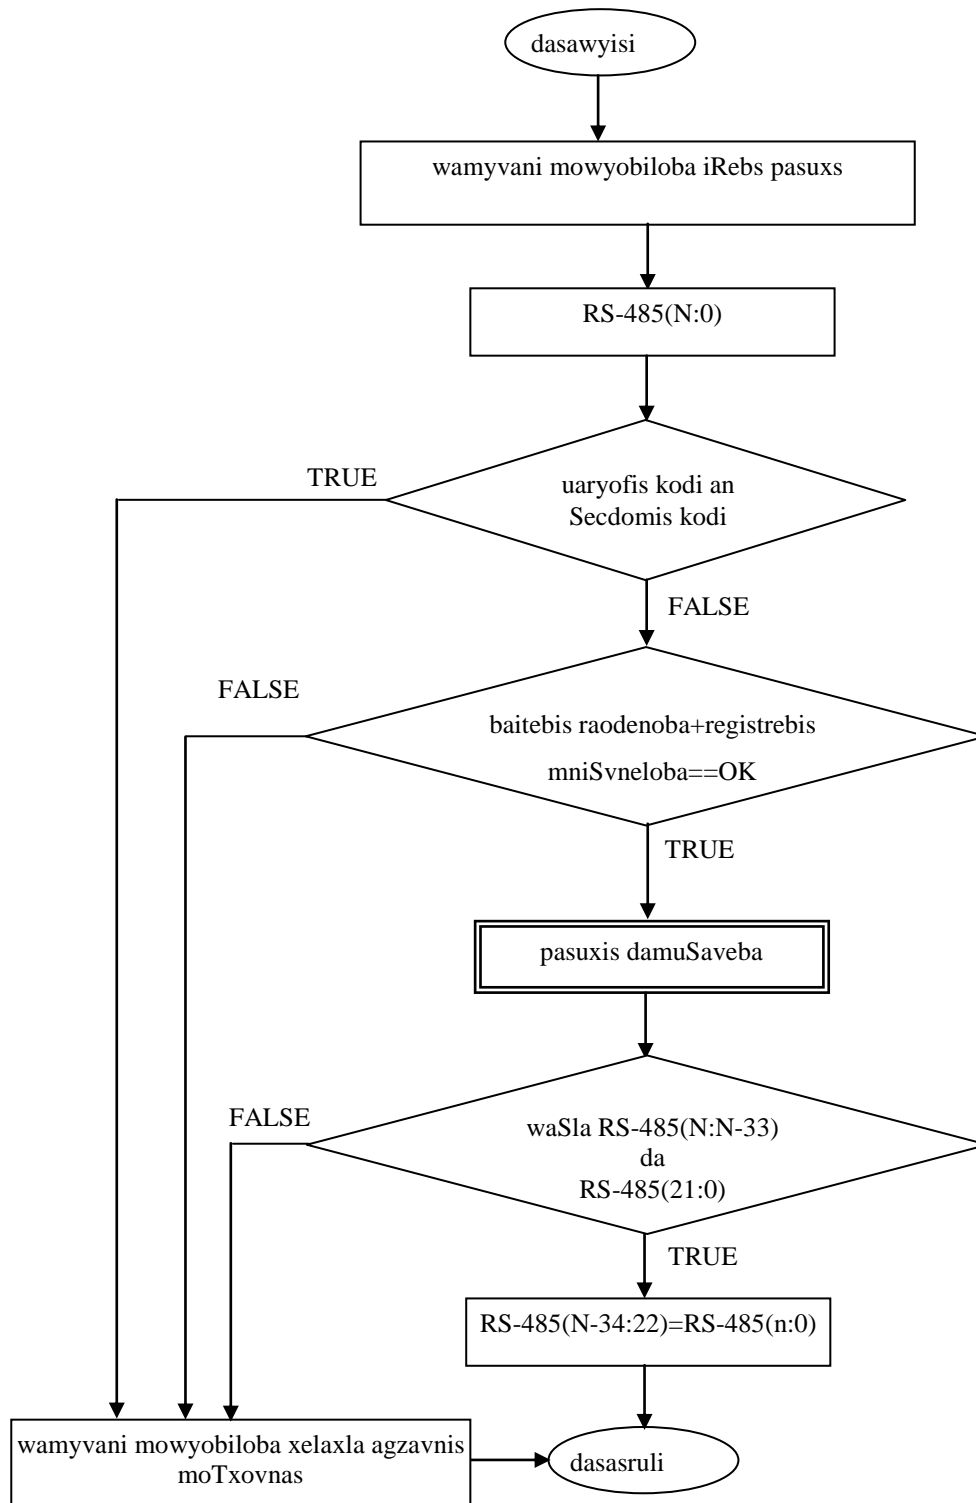 dasawyisi
wamyvani mowyobiloba iRebs pasuxs
RS-485(N:0)
TRUE
uaryofis kodi an
Secdomis kodi
FALSE
FALSE
baitebis raodenoba+registrebis
mniSvneloba==OK
TRUE
pasuxis damuSaveba
FALSE
waSla RS-485(N:N-33)
da
RS-485(21:0)
TRUE
RS-485(N-34:22)=RS-485(n:0)
wamyvani mowyobiloba xelaxla agzavnis
moTxovnas
dasasruli